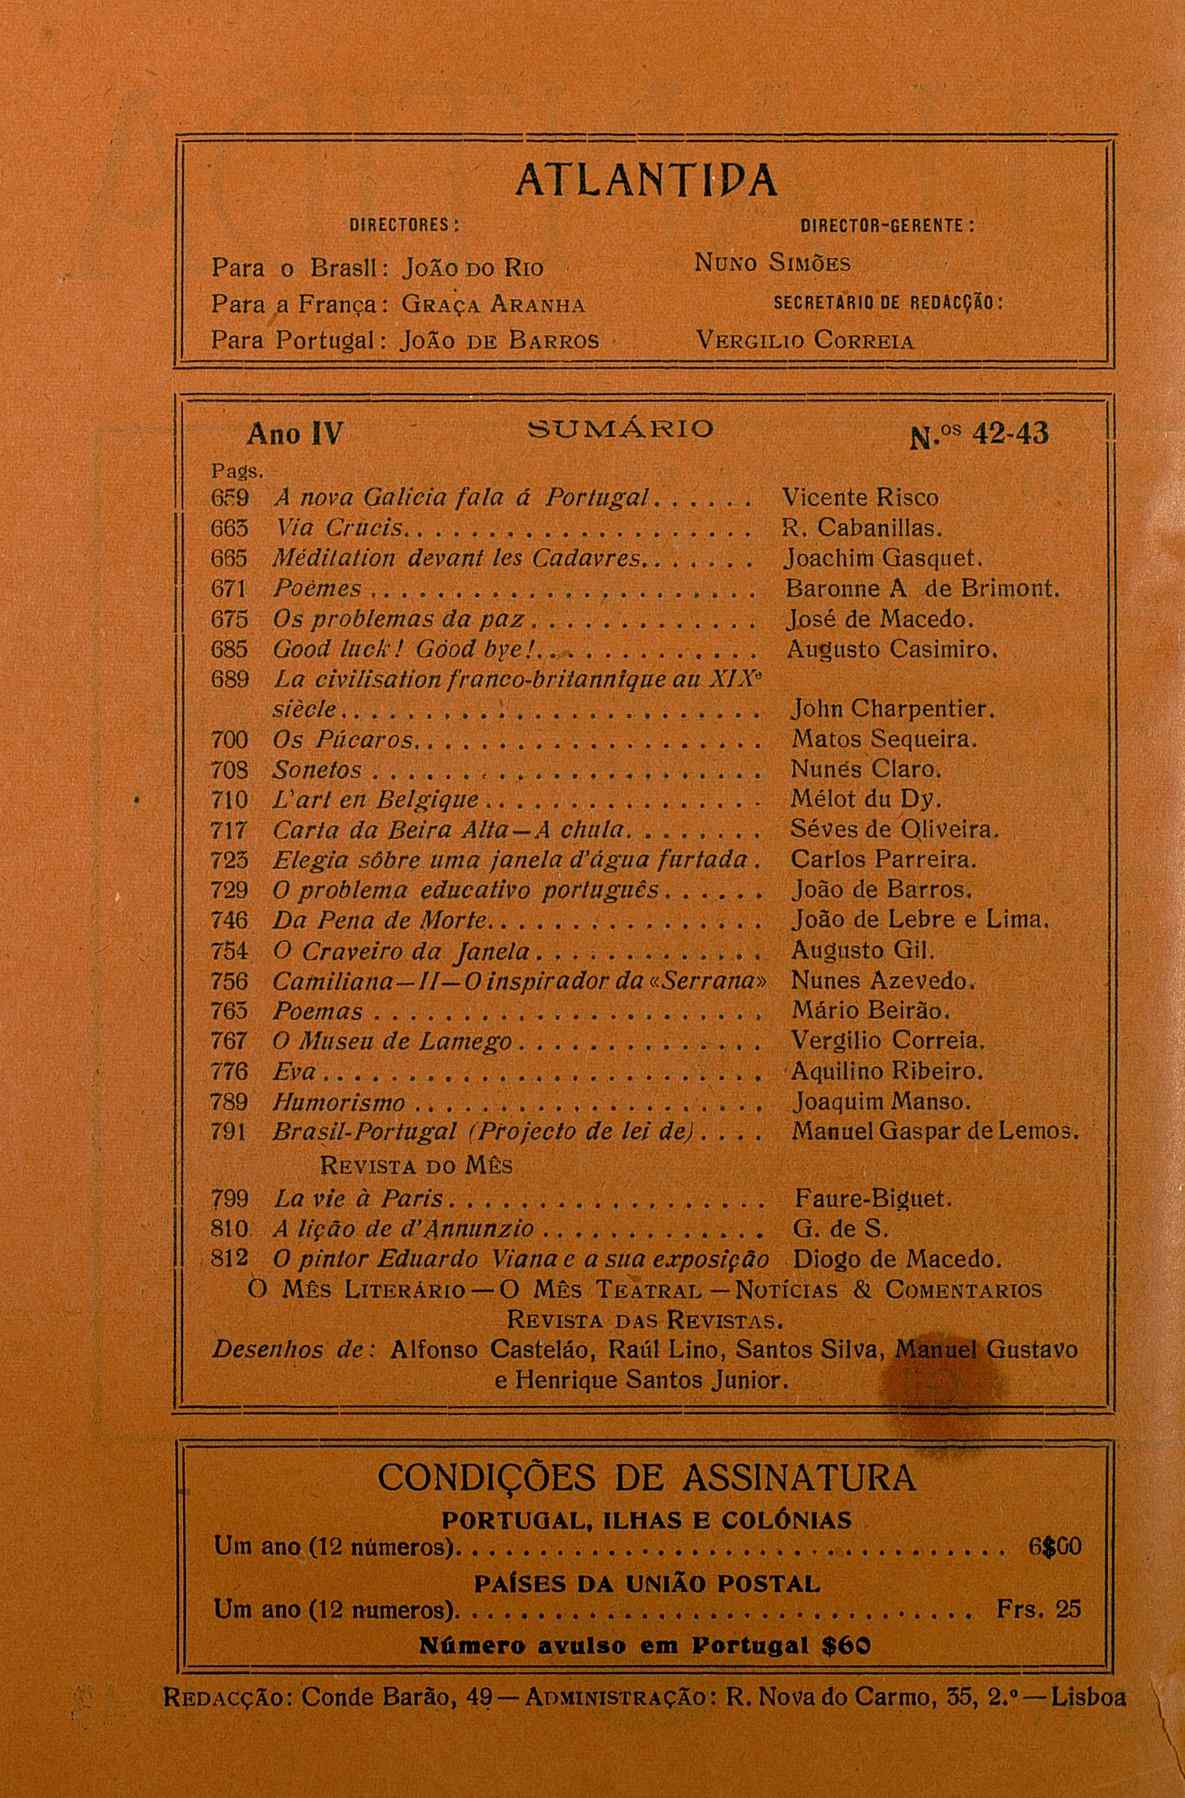 ATLANTIDA
DIRECTORES:
DIRECTOR-GERENTE:
Para o Brasil: João do Rio
Nuno Simões
Para a França: Graça Aranha
SECRETARIO DE REDACÇÃO:
Para Portugal: João de Barros
Vergilio Correia
Ano IV SUMÁRIO N.os 42-43
Pags.
659 A nova Galicia fala á Portugal...... Vicente Risco
663 Via Crucis.................... R. Cabanillas.
665 Méditation devant les Cadavres....... Joachim Gasquet.
671 Poèmes...................... Baronne A de Brimont.
675 Os problemas da paz............. José de Macedo.
685 Good luck! Góod bye!............. Augusto Casimiro.
689 La civilisation franco-britannique au XIXe
siècle........................ John Charpentier.
700 Os Púcaros.................... Matos Sequeira.
708 Sonetos...................... Nunes Claro.
710 L'art en Belgique................ Mélot du Dy.
717 Carta da Beira Alta—A chula........ Séves de Oliveira.
723 Elegia sôbre uma janela d'água furtada. Carlos Parreira.
729 O problema educativo português...... João de Barros.
746 Da Pena de Morte................ João de Lebre e Lima.
754 O Craveiro da Janela............. Augusto Gil.
756 Camiliana—II—O inspirador da «Serrana» Nunes Azevedo.
763 Poemas...................... Mário Beirão.
767 O Museu de Lamego.............. Vergilio Correia.
776 Eva......................... Aquilino Ribeiro.
789 Humorismo.................... Joaquim Manso.
791 Brasil-Portugal (Projecto de lei de).... Manuel Gaspar de Lemos.
Revista do Mês
799 La vie à Paris.................. Faure-Biguet.
810 A lição de d'Annunzio............. G. de S.
812 O pintor Eduardo Viana e a sua exposição Diogo de Macedo.
O Mês Literário—O Mês Teatral—Notícias & Comentarios
Revista das Revistas.
Desenhos de: Alfonso Casteláo, Raúl Lino, Santos Silva, Manuel Gustavo
e Henrique Santos Junior.
CONDIÇÕES DE ASSINATURA
PORTUGAL, ILHAS E COLÓNIAS
Um ano (12 números)................................ 6$60
PAÍSES DA UNIÃO POSTAL
Um ano (12 numeros).............................. Frs. 25
Número avulso em Portugal $60
Redacção: Conde Barão, 49—Administração: R. Nova do Carmo, 35, 2.º—Lisboa